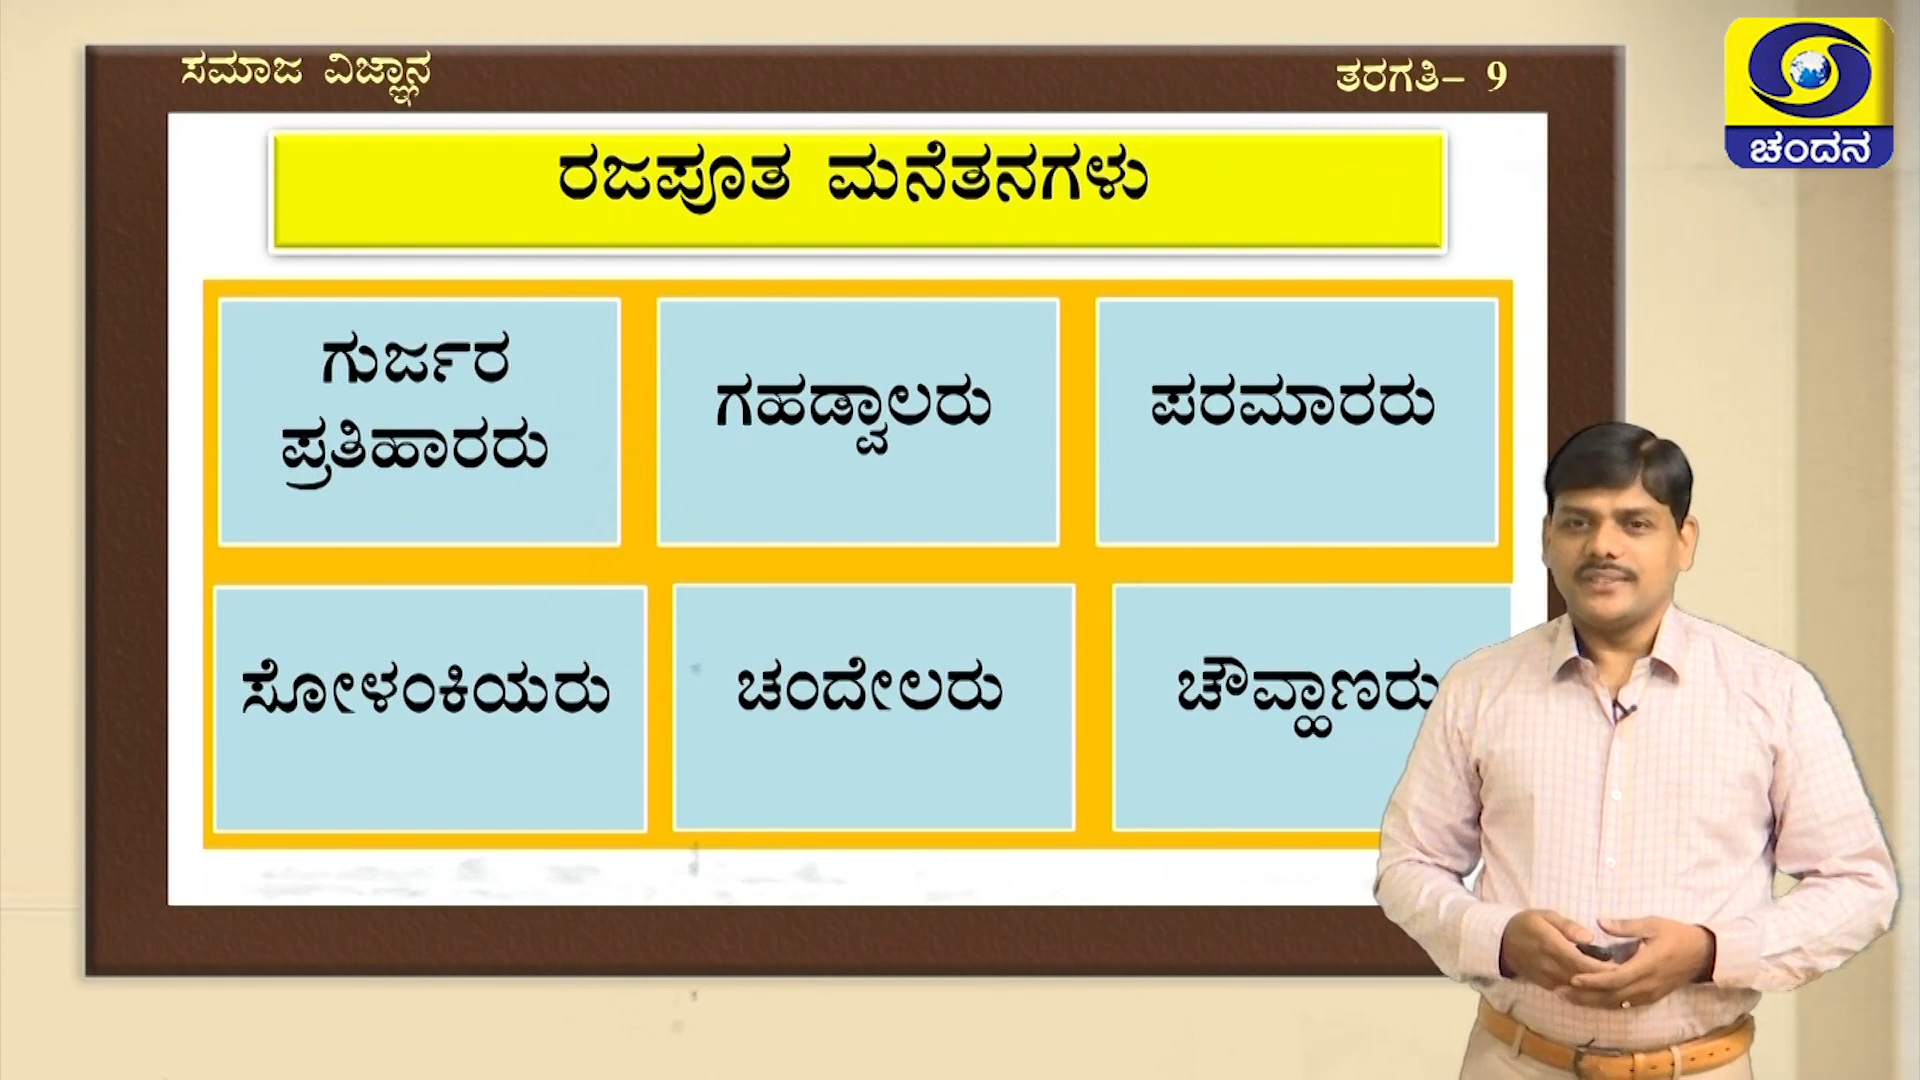 ಸಮಾಜ ವಿಜ್ಞಾನ
ತರಗತಿ– 9
ಚಂದನ
ರಜಪೂತ ಮನೆತನಗಳು
ಗುರ್ಜರ
ಪ್ರತಿಹಾರರು
ಗಹಡ್ವಾಲರು
ಪರಮಾರರು
ಸೋಳಂಕಿಯರು
ಚಂದೇಲರು
ಚೌವ್ಹಾಣರು